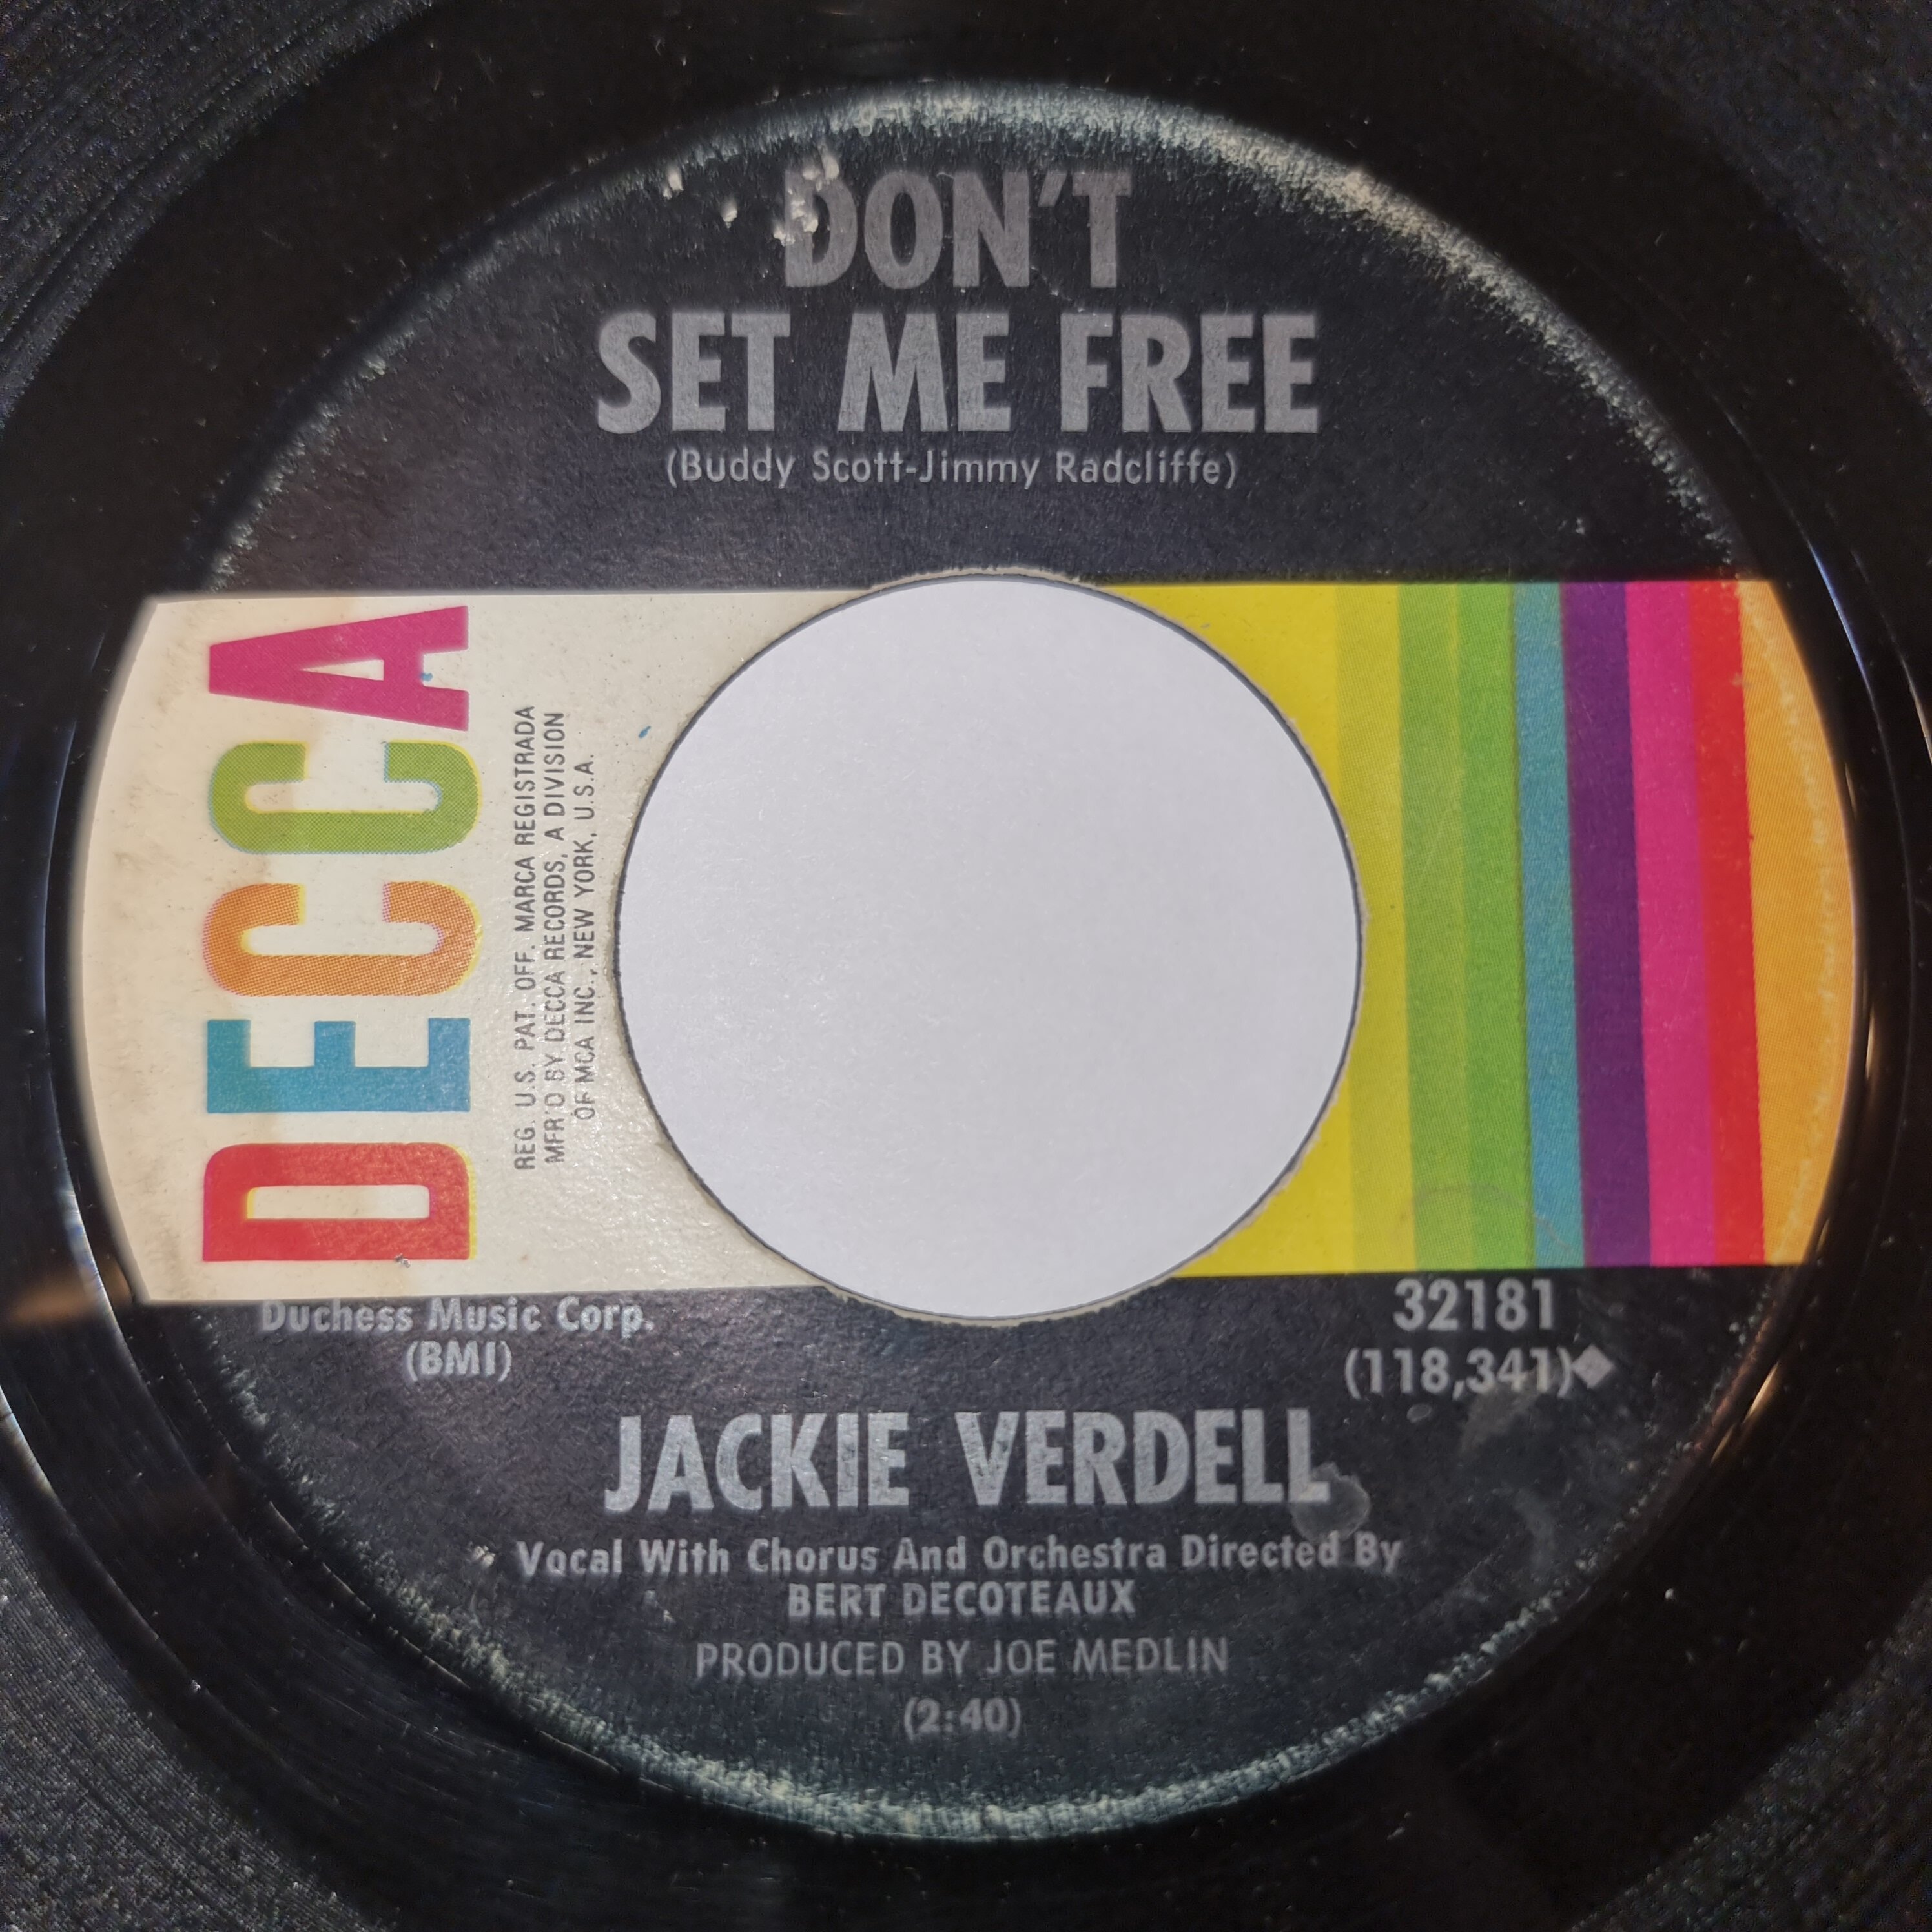 DON'T
SET ME FREE
(Buddy Scott-Jimmy Radcliffe)
DECCA
REG. U.S. PAT. OFF. MARCA REGISTRADA
MFR'D BY DECCA RECORDS, A DIVISION
OF MCA INC., NEW YORK, U.S.A.
Duchess Music Corp.
(BMI)
32181
(118,341)◆
JACKIE VERDELL
Vocal With Chorus And Orchestra Directed By
BERT DECOTEAUX
PRODUCED BY JOE MEDLIN
(2:40)